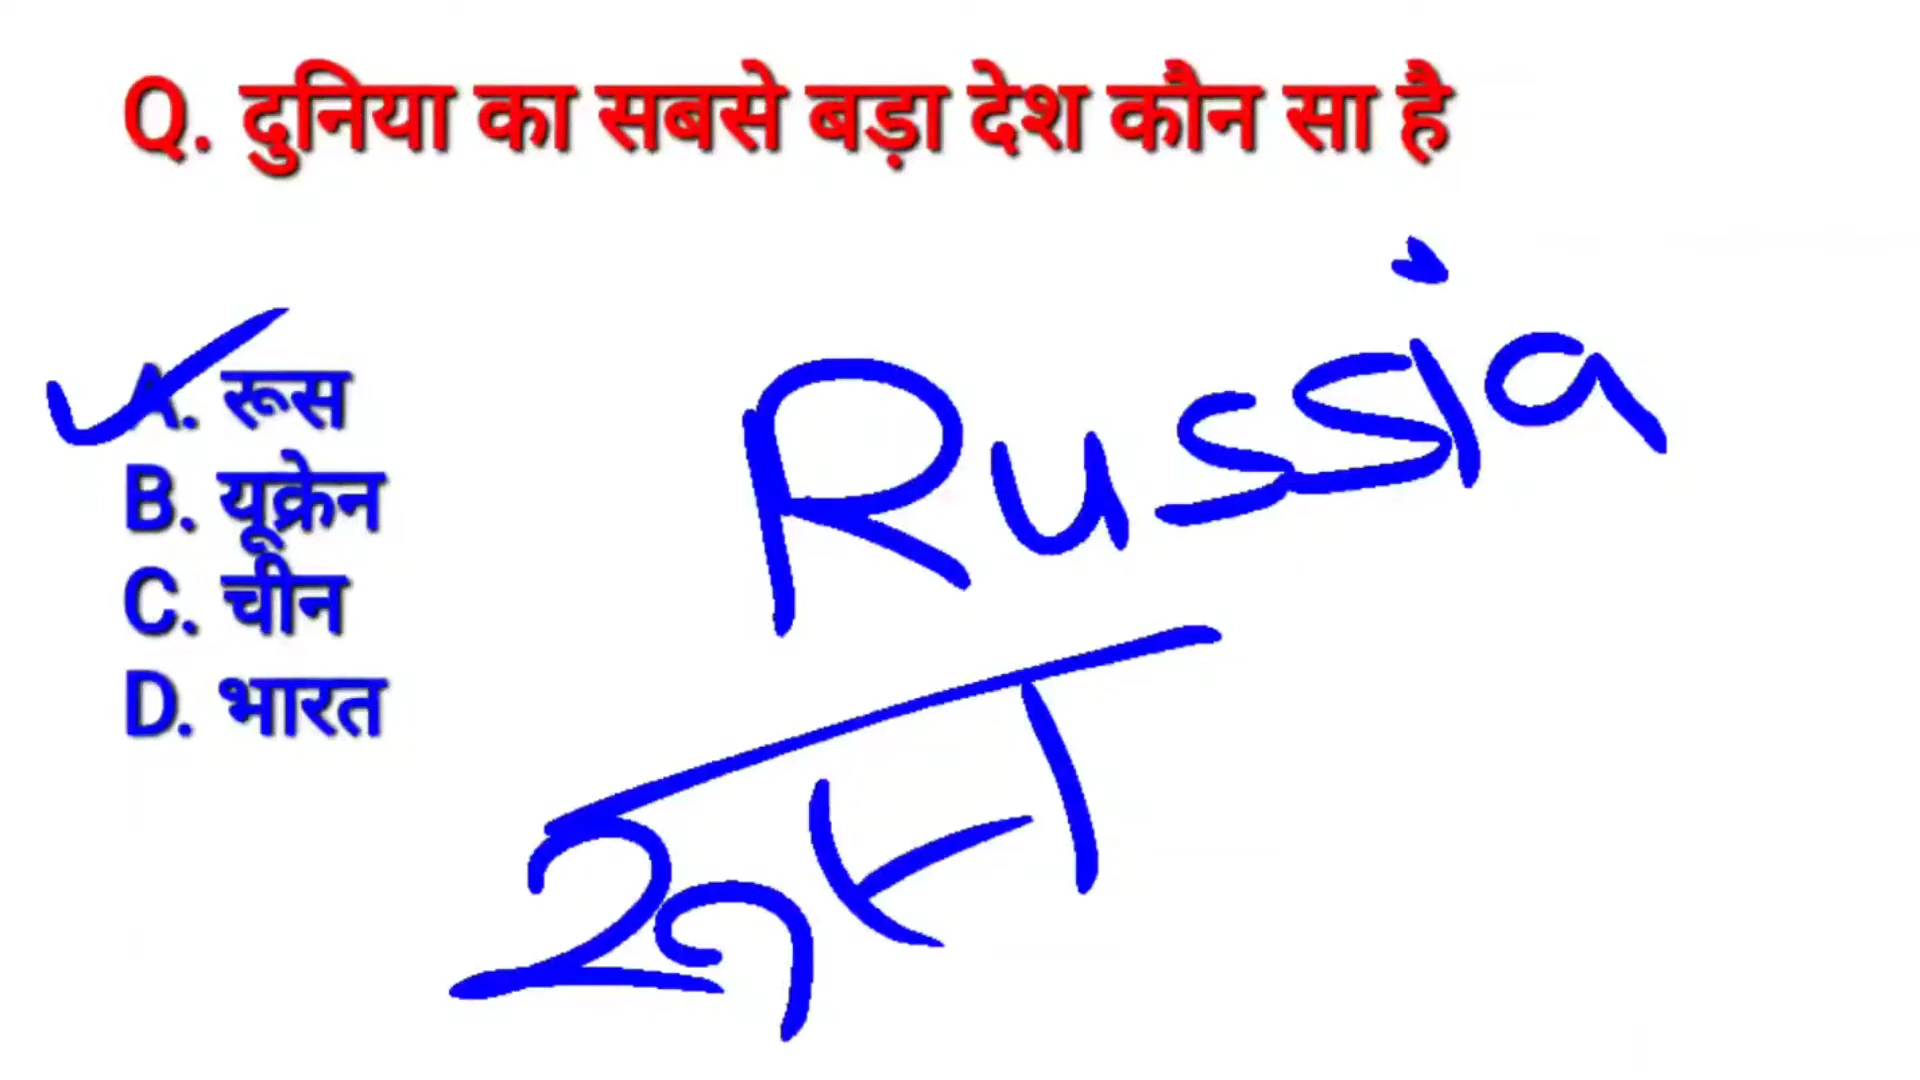 Q. दुनिया का सबसे बड़ा देश कौन सा है
A. रूस
B. यूक्रेन
C. चीन
D. भारत
Russia
रूस